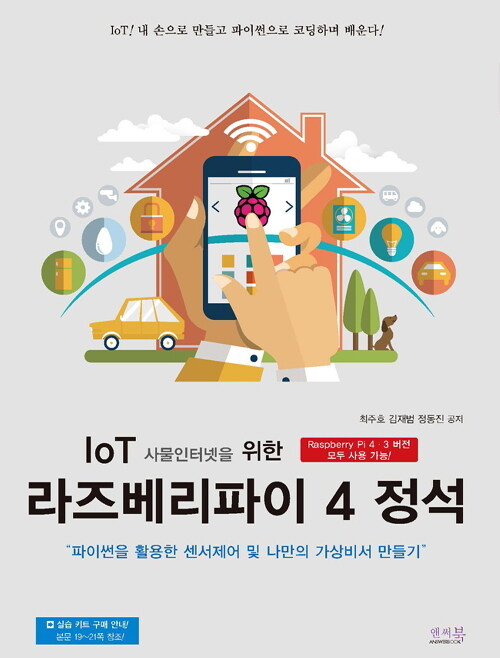 IoT! 내 손으로 만들고 파이썬으로 코딩하며 배운다!
최주호 김재범 정동진 공저
IoT 사물인터넷을 위한
Raspberry Pi 4 · 3 버전
모두 사용 가능!
라즈베리파이 4 정석
“파이썬을 활용한 센서제어 및 나만의 가상비서 만들기”
실습 키트 구매 안내!
본문 19~21쪽 참조!
앤써북
ANSWERBOOK